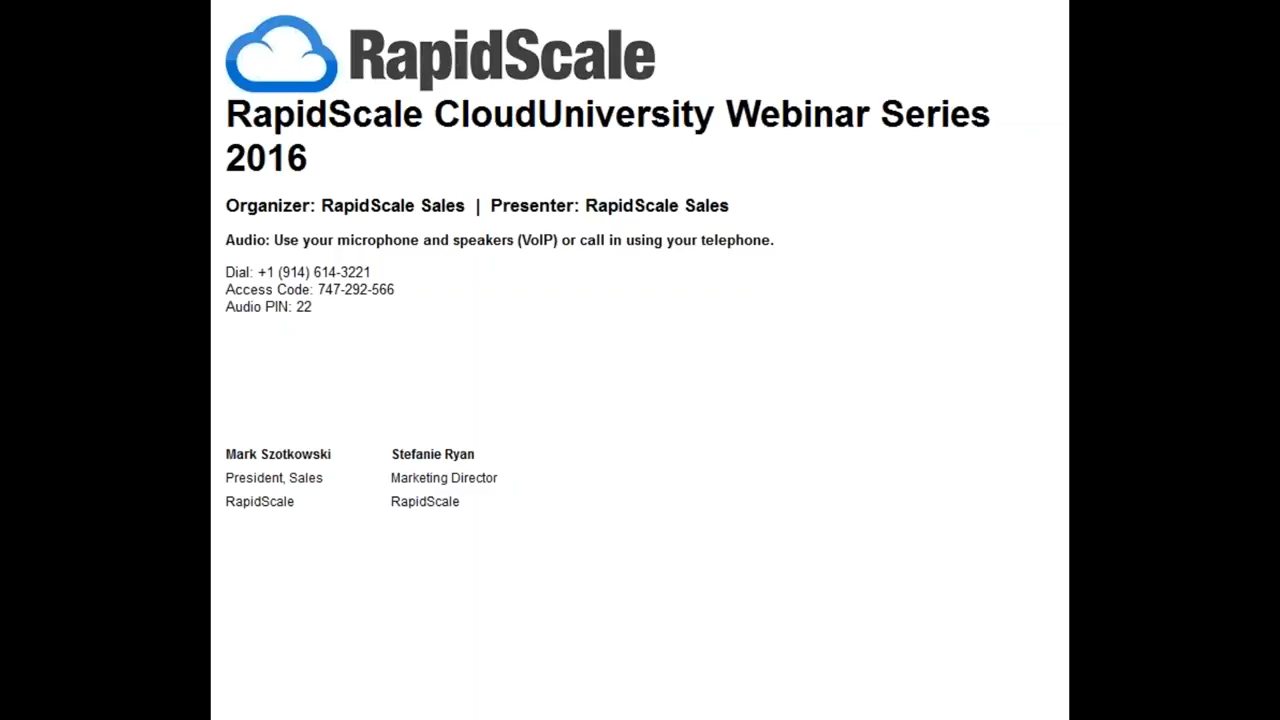 RapidScale
RapidScale CloudUniversity Webinar Series
2016
Organizer: RapidScale Sales | Presenter: RapidScale Sales
Audio: Use your microphone and speakers (VoIP) or call in using your telephone.
Dial: +1 (914) 614-3221
Access Code: 747-292-566
Audio PIN: 22
Mark Szotkowski Stefanie Ryan
President, Sales Marketing Director
RapidScale RapidScale